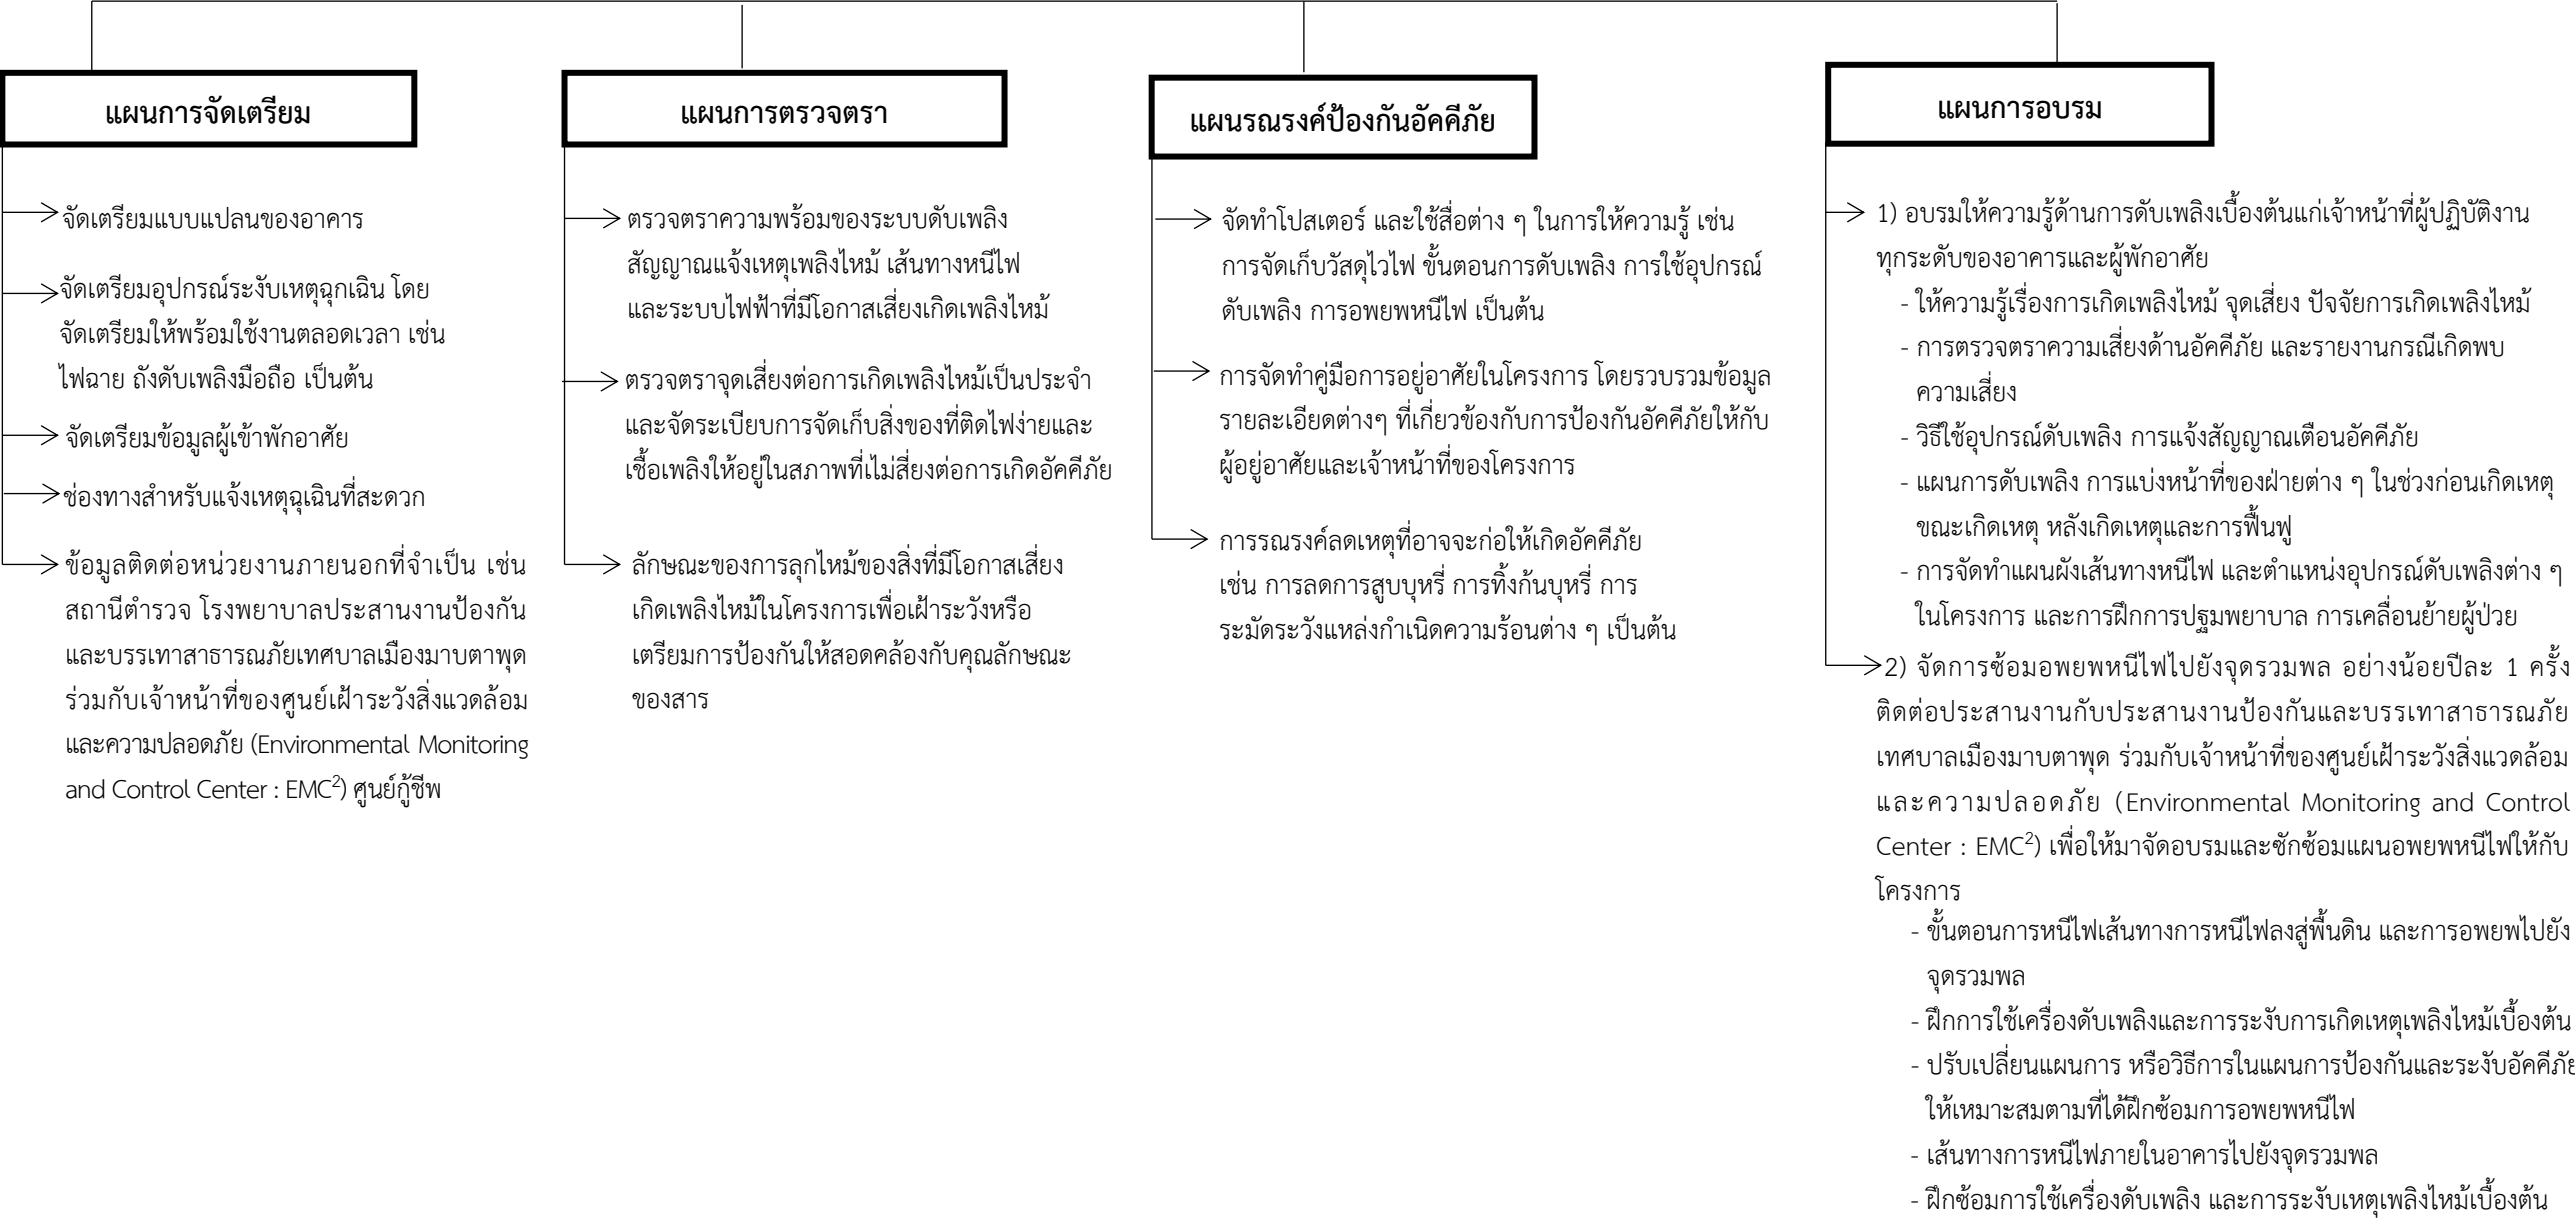 แผนการจัดเตรียม
จัดเตรียมแบบแปลนของอาคาร
จัดเตรียมอุปกรณ์ระงับเหตุฉุกเฉิน โดย
จัดเตรียมให้พร้อมใช้งานตลอดเวลา เช่น
ไฟฉาย ถังดับเพลิงมือถือ เป็นต้น
จัดเตรียมข้อมูลผู้เข้าพักอาศัย
ช่องทางสำหรับแจ้งเหตุฉุเฉินที่สะดวก
ข้อมูลติดต่อหน่วยงานภายนอกที่จำเป็น เช่น
สถานีตำรวจ โรงพยาบาลประสานงานป้องกัน
และบรรเทาสาธารณภัยเทศบาลเมืองมาบตาพุด
ร่วมกับเจ้าหน้าที่ของศูนย์เฝ้าระวังสิ่งแวดล้อม
และความปลอดภัย (Environmental Monitoring
and Control Center : EMC²) ศูนย์กู้ชีพ
แผนการตรวจตรา
ตรวจตราความพร้อมของระบบดับเพลิง
สัญญาณแจ้งเหตุเพลิงไหม้ เส้นทางหนีไฟ
และระบบไฟฟ้าที่มีโอกาสเสี่ยงเกิดเพลิงไหม้
ตรวจตราจุดเสี่ยงต่อการเกิดเพลิงไหม้เป็นประจำ
และจัดระเบียบการจัดเก็บสิ่งของที่ติดไฟง่ายและ
เชื้อเพลิงให้อยู่ในสภาพที่เไม่สี่ยงต่อการเกิดอัคคีภัย
ลักษณะของการลุกไหม้ของสิ่งที่มีโอกาสเสี่ยง
เกิดเพลิงไหม้ในโครงการเพื่อเฝ้าระวังหรือ
เตรียมการป้องกันให้สอดคล้องกับคุณลักษณะ
ของสาร
แผนรณรงค์ป้องกันอัคคีภัย
จัดทำโปสเตอร์ และใช้สื่อต่าง ๆ ในการให้ความรู้ เช่น
การจัดเก็บวัสดุไวไฟ ขั้นตอนการดับเพลิง การใช้อุปกรณ์
ดับเพลิง การอพยพหนีไฟ เป็นต้น
การจัดทำคู่มือการอยู่อาศัยในโครงการ โดยรวบรวมข้อมูล
รายละเอียดต่างๆ ที่เกี่ยวข้องกับการป้องกันอัคคีภัยให้กับ
ผู้อยู่อาศัยและเจ้าหน้าที่ของโครงการ
การรณรงค์ลดเหตุที่อาจจะก่อให้เกิดอัคคีภัย
เช่น การลดการสูบบุหรี่ การทิ้งก้นบุหรี่ การ
ระมัดระวังแหล่งกำเนิดความร้อนต่าง ๆ เป็นต้น
แผนการอบรม
1) อบรมให้ความรู้ด้านการดับเพลิงเบื้องต้นแก่เจ้าหน้าที่ผู้ปฏิบัติงาน
ทุกระดับของอาคารและผู้พักอาศัย
- ให้ความรู้เรื่องการเกิดเพลิงไหม้ จุดเสี่ยง ปัจจัยการเกิดเพลิงไหม้
- การตรวจตราความเสี่ยงด้านอัคคีภัย และรายงานกรณีเกิดพบ
ความเสี่ยง
- วิธีใช้อุปกรณ์ดับเพลิง การแจ้งสัญญาณเตือนอัคคีภัย
- แผนการดับเพลิง การแบ่งหน้าที่ของฝ่ายต่าง ๆ ในช่วงก่อนเกิดเหตุ
ขณะเกิดเหตุ หลังเกิดเหตุและการฟื้นฟู
- การจัดทำแผนผังเส้นทางหนีไฟ และตำแหน่งอุปกรณ์ดับเพลิงต่าง ๆ
ในโครงการ และการฝึกการปฐมพยาบาล การเคลื่อนย้ายผู้ป่วย
2) จัดการซ้อมอพยพหนีไฟไปยังจุดรวมพล อย่างน้อยปีละ 1 ครั้ง
ติดต่อประสานงานกับประสานงานป้องกันและบรรเทาสาธารณภัย
เทศบาลเมืองมาบตาพุด ร่วมกับเจ้าหน้าที่ของศูนย์เฝ้าระวังสิ่งแวดล้อม
และความปลอดภัย (Environmental Monitoring and Control
Center : EMC²) เพื่อให้มาจัดอบรมและซักซ้อมแผนอพยพหนีไฟให้กับ
โครงการ
- ขั้นตอนการหนีไฟเส้นทางการหนีไฟลงสู่พื้นดิน และการอพยพไปยัง
จุดรวมพล
- ฝึกการใช้เครื่องดับเพลิงและการระงับการเกิดเหตุเพลิงไหม้เบื้องต้น
- ปรับเปลี่ยนแผนการ หรือวิธีการในแผนการป้องกันและระงับอัคคีภัย
ให้เหมาะสมตามที่ได้ฝึกซ้อมการอพยพหนีไฟ
- เส้นทางการหนีไฟภายในอาคารไปยังจุดรวมพล
- ฝึกซ้อมการใช้เครื่องดับเพลิง และการระงับเหตุเพลิงไหม้เบื้องต้น